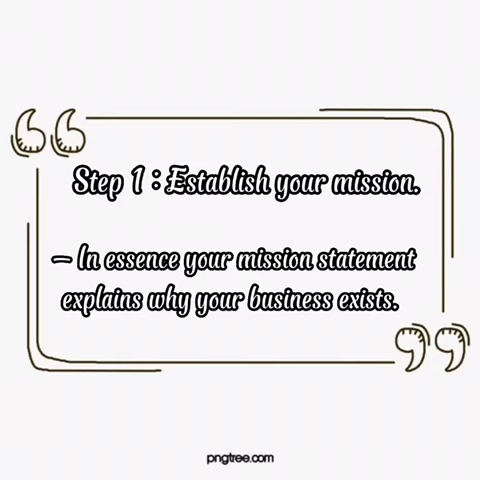 Step 1 : Establish your mission.
– In essence your mission statement
explains why your business exists.
pngtree.com